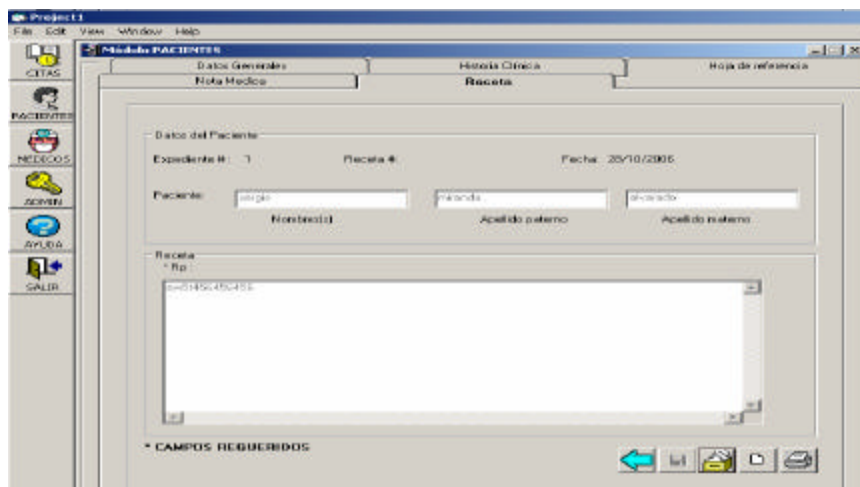 Project1
File Edit View Window Help
Módulo PACIENTES
CITAS
PACIENTES
MEDICOS
ADMIN
AYUDA
SALIR
Datos Generales Historia Clínica Hoja de referencia
Nota Medica Receta
Datos del Paciente
Expediente #: 1 Receta #: Fecha: 28/10/2006
Paciente: sergio miranda alvarado
Nombres(s) Apellido paterno Apellido materno
Receta
* Rp :
* CAMPOS REQUERIDOS